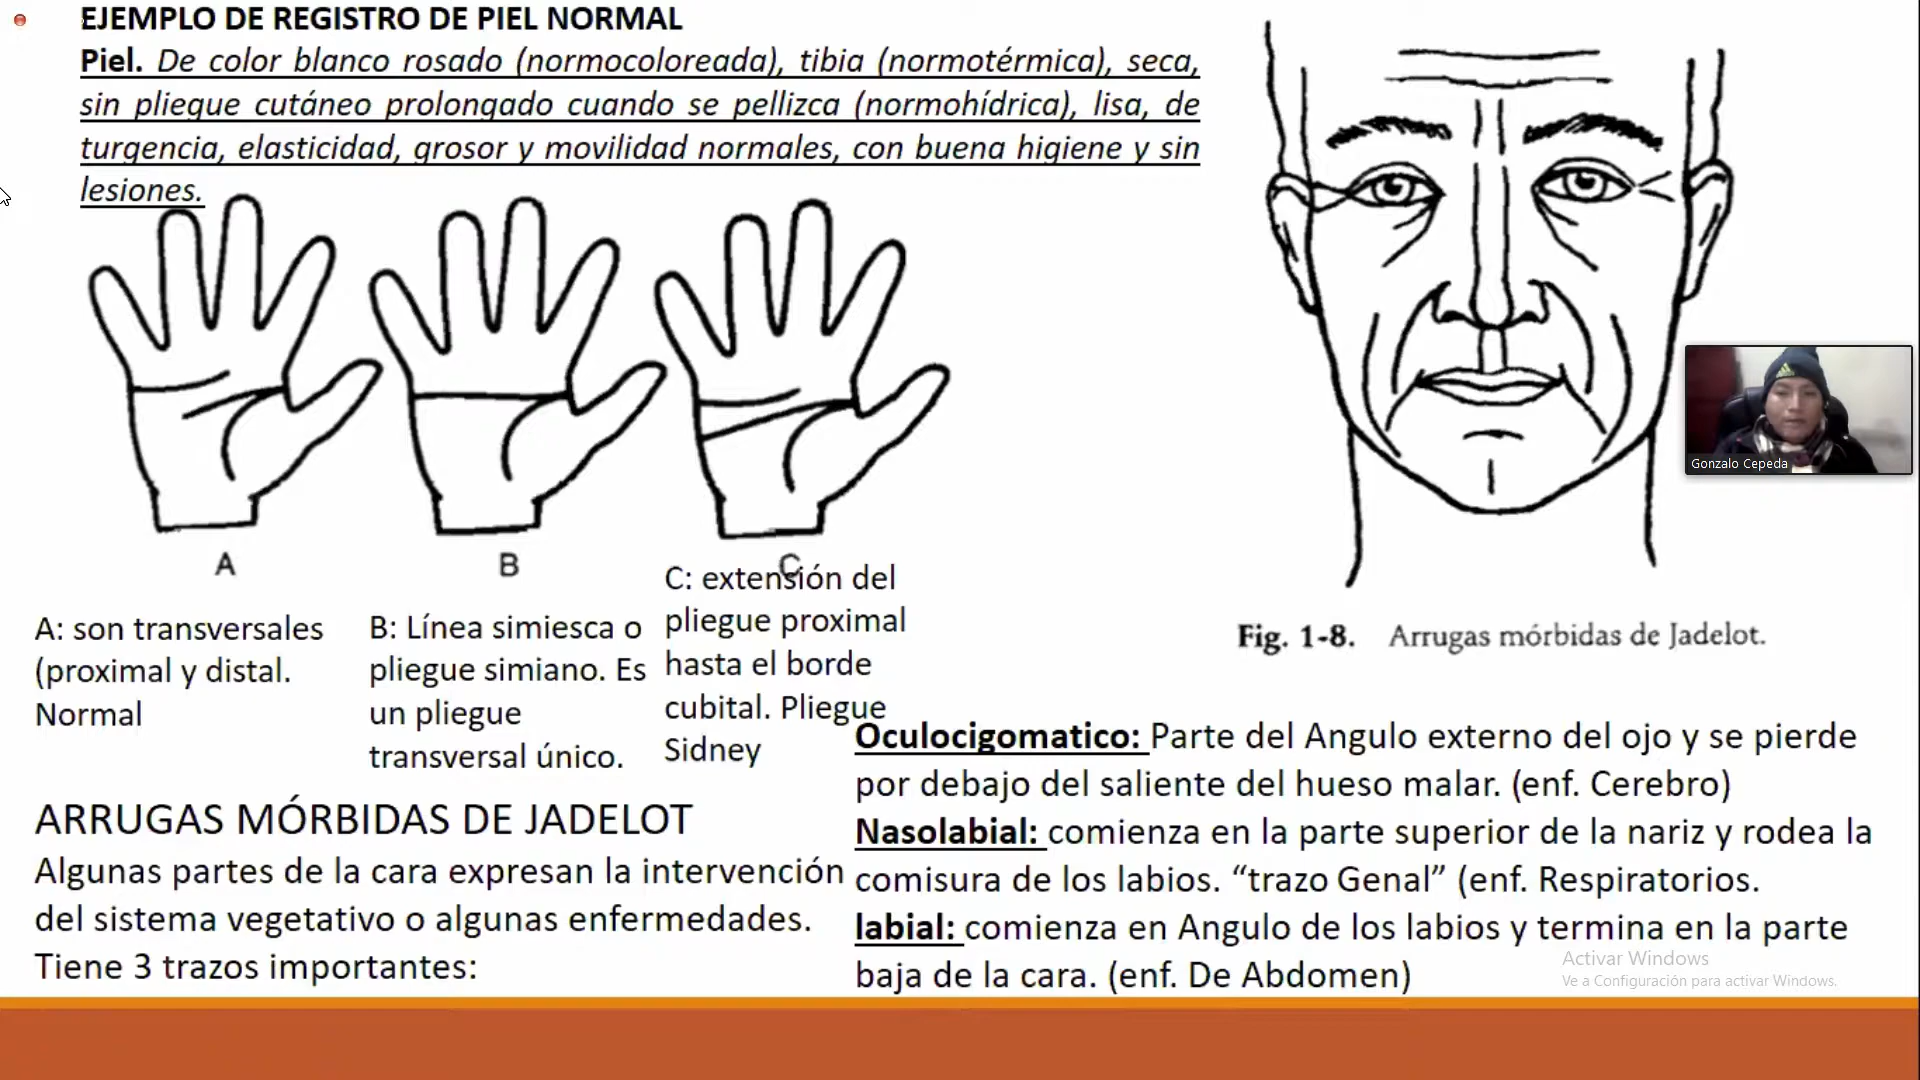 EJEMPLO DE REGISTRO DE PIEL NORMAL
Piel. De color blanco rosado (normocoloreada), tibia (normotérmica), seca,
sin pliegue cutáneo prolongado cuando se pellizca (normohídrica), lisa, de
turgencia, elasticidad, grosor y movilidad normales, con buena higiene y sin
lesiones.
A
B
C
A: son transversales
(proximal y distal.
Normal
B: Línea simiesca o
pliegue simiano. Es
un pliegue
transversal único.
C: extensión del
pliegue proximal
hasta el borde
cubital. Pliegue
Sidney
Gonzalo Cepeda
Fig. 1-8. Arrugas mórbidas de Jadelot.
ARRUGAS MÓRBIDAS DE JADELOT
Algunas partes de la cara expresan la intervención
del sistema vegetativo o algunas enfermedades.
Tiene 3 trazos importantes:
Oculocigomatico: Parte del Angulo externo del ojo y se pierde
por debajo del saliente del hueso malar. (enf. Cerebro)
Nasolabial: comienza en la parte superior de la nariz y rodea la
comisura de los labios. “trazo Genal” (enf. Respiratorios.
labial: comienza en Angulo de los labios y termina en la parte
baja de la cara. (enf. De Abdomen)
Activar Windows
Ve a Configuración para activar Windows.